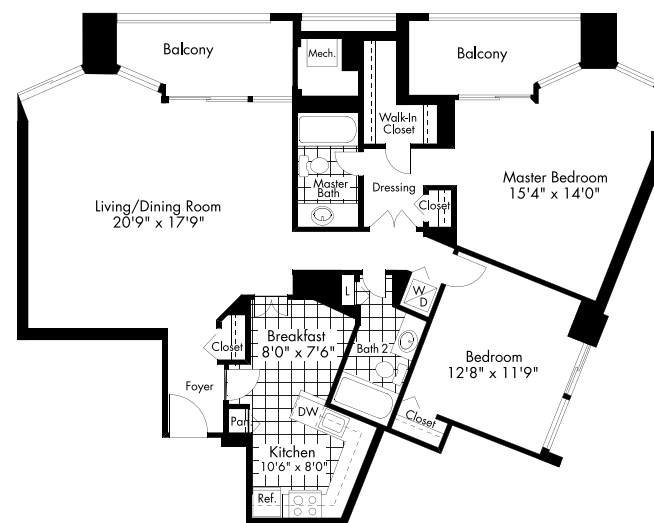 Balcony
Mech.
Balcony
Walk-In
Closet
Master Bedroom
15'4" x 14'0"
Master
Bath
Dressing
Closet
Living/Dining Room
20'9" x 17'9"
L
W
D
Breakfast
8'0" x 7'6"
Closet
Bath 2
Bedroom
12'8" x 11'9"
Foyer
Closet
Pan.
DW
Kitchen
10'6" x 8'0"
Ref.